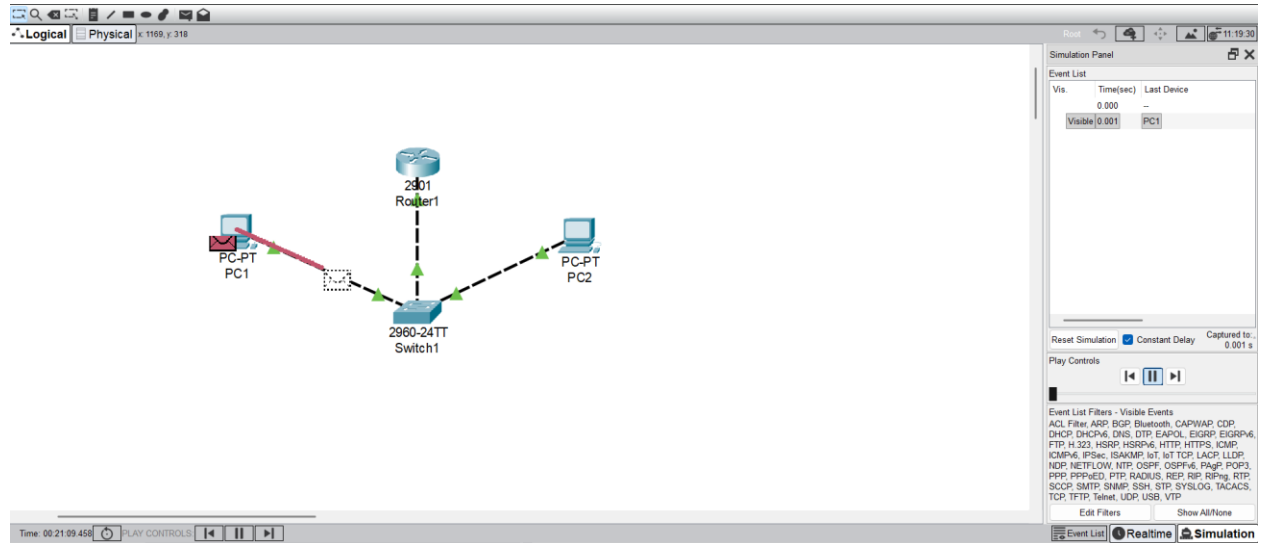 Logical Physical x: 1169, y: 318 Root 11:19:30
Simulation Panel
Event List
Vis. Time(sec) Last Device
0.000 --
Visible 0.001 PC1
2901
Router1
PC-PT
PC1
PC-PT
PC2
2960-24TT
Switch1
Reset Simulation Constant Delay Captured to:,
0.001 s
Play Controls
Event List Filters - Visible Events
ACL Filter, ARP, BGP, Bluetooth, CAPWAP, CDP,
DHCP, DHCPv6, DNS, DTP, EAPOL, EIGRP, EIGRPv6,
FTP, H.323, HSRP, HSRPv6, HTTP, HTTPS, ICMP,
ICMPv6, IPSec, ISAKMP, IoT, IoT TCP, LACP, LLDP,
NDP, NETFLOW, NTP, OSPF, OSPFv6, PAgP, POP3,
PPP, PPPoED, PTP, RADIUS, REP, RIP, RIPng, RTP,
SCCP, SMTP, SNMP, SSH, STP, SYSLOG, TACACS,
TCP, TFTP, Telnet, UDP, USB, VTP
Edit Filters Show All/None
Time: 00:21:09.458 PLAY CONTROLS: Event List Realtime Simulation